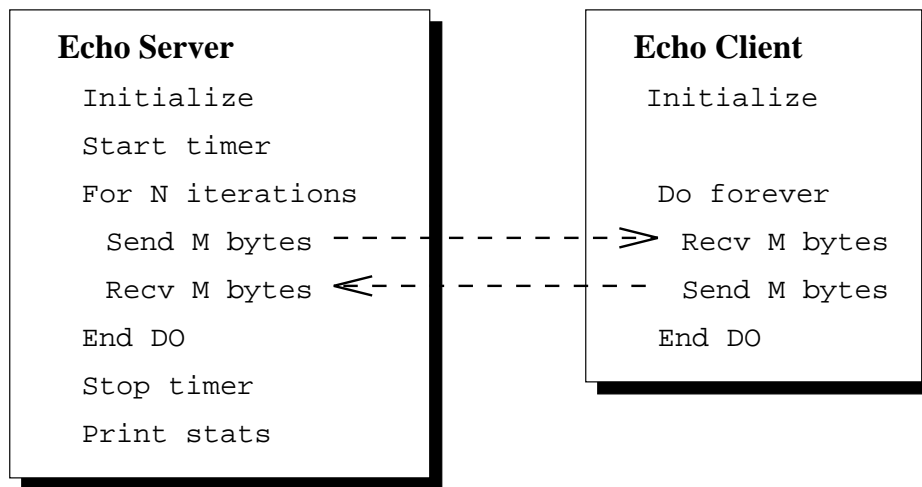 Echo Server
Initialize
Start timer
For N iterations
Send M bytes
Recv M bytes
End DO
Stop timer
Print stats
Echo Client
Initialize
Do forever
Recv M bytes
Send M bytes
End DO